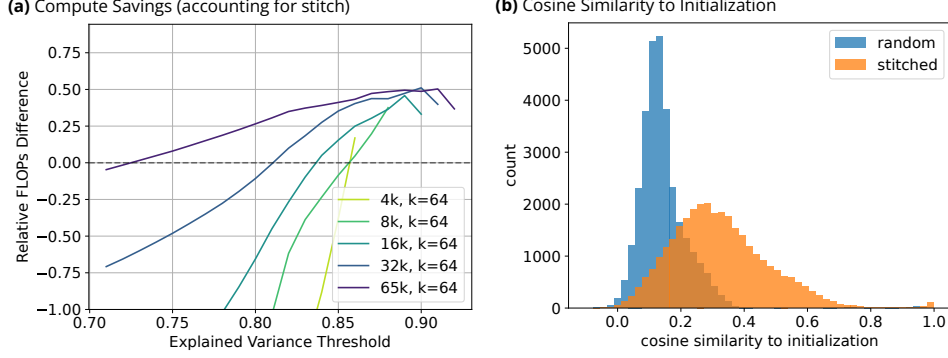 (a) Compute Savings (accounting for stitch)
0.75
0.50
0.25
0.00
−0.25
−0.50
−0.75
−1.00
Relative FLOPs Difference
4k, k=64
8k, k=64
16k, k=64
32k, k=64
65k, k=64
0.70 0.75 0.80 0.85 0.90
Explained Variance Threshold
(b) Cosine Similarity to Initialization
5000
4000
3000
2000
1000
0
count
random
stitched
0.0 0.2 0.4 0.6 0.8 1.0
cosine similarity to initialization